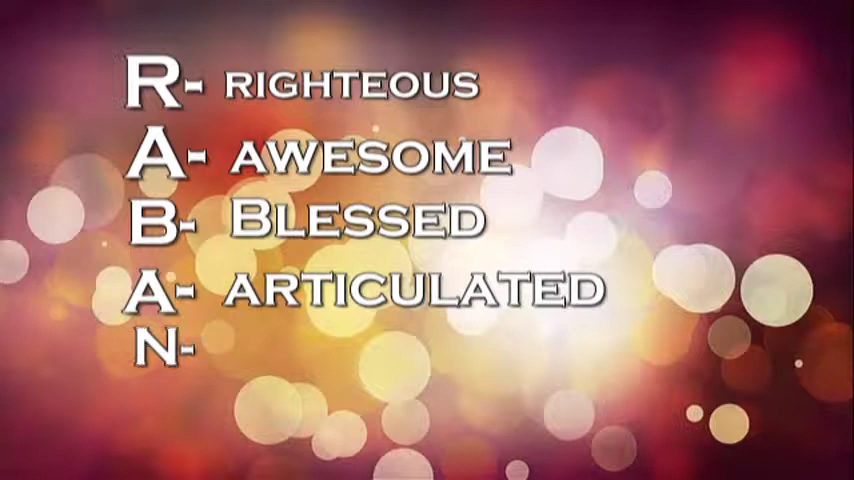 R- RIGHTEOUS
A- AWESOME
B- BLESSED
A- ARTICULATED
N-